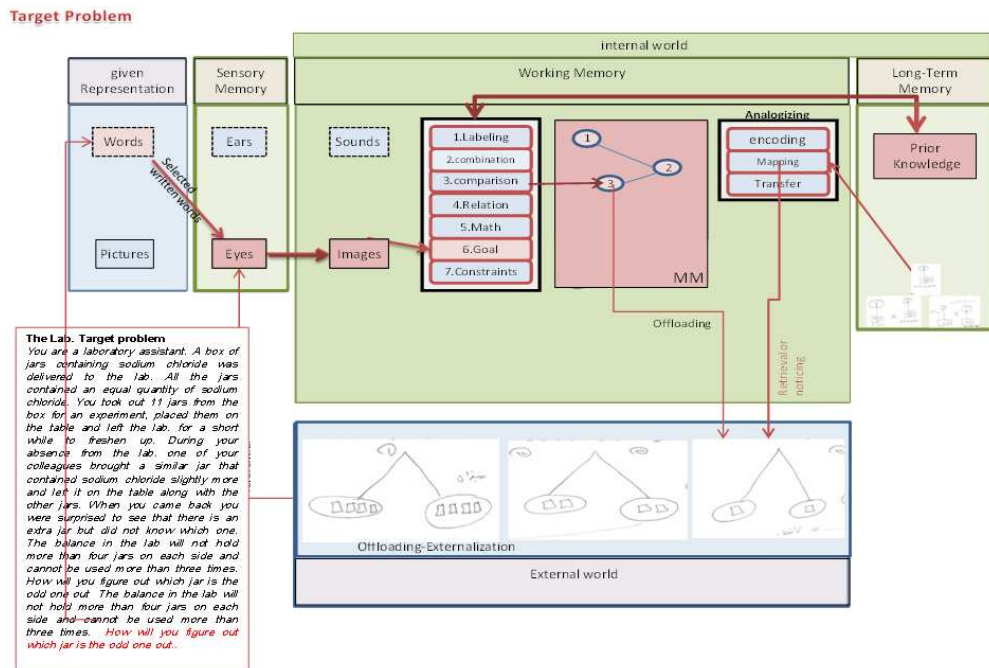 Target Problem
internal world
given
Representation
Sensory
Memory
Working Memory
Long-Term
Memory
Words
Ears
Sounds
Selected
written words
Pictures
Eyes
Images
1.Labeling
2.combination
3.comparison
4.Relation
5.Math
6.Goal
7.Constraints
1
2
3
MM
Analogizing
encoding
Mapping
Transfer
Prior
Knowledge
Offloading
Retrieval or
noticing
The Lab. Target problem
You are a laboratory assistant. A box of
jars containing sodium chloride was
delivered to the lab. All the jars
contained an equal quantity of sodium
chloride. You took out 11 jars from the
box for an experiment, placed them on
the table and left the lab. for a short
while to freshen up. During your
absence from the lab. one of your
colleagues brought a similar jar that
contained sodium chloride slightly more
and left it on the table along with the
other jars. When you came back you
were surprised to see that there is an
extra jar but did not know which one.
The balance in the lab will not hold
more than four jars on each side and
cannot be used more than three times.
How will you figure out which jar is the
odd one out The balance in the lab will
not hold more than four jars on each
side and cannot be used more than
three times. How will you figure out
which jar is the odd one out..
Offloading-Externalization
External world